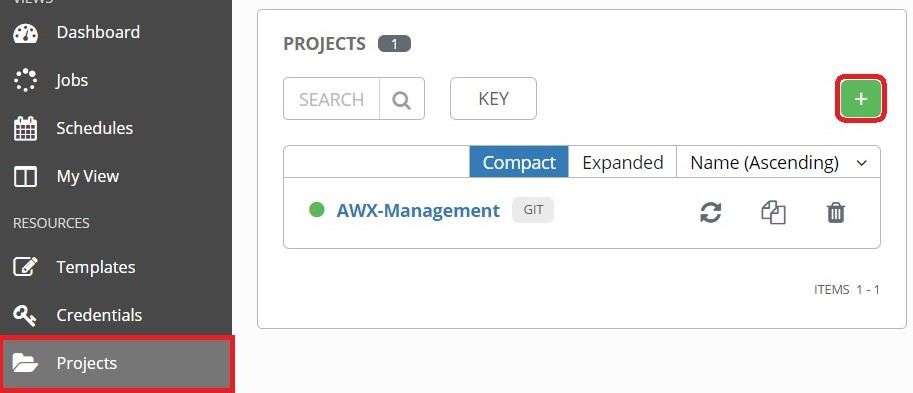 VIEWS
Dashboard
Jobs
Schedules
My View
RESOURCES
Templates
Credentials
Projects
PROJECTS 1
SEARCH KEY +
Compact Expanded Name (Ascending)
AWX-Management GIT
ITEMS 1 - 1